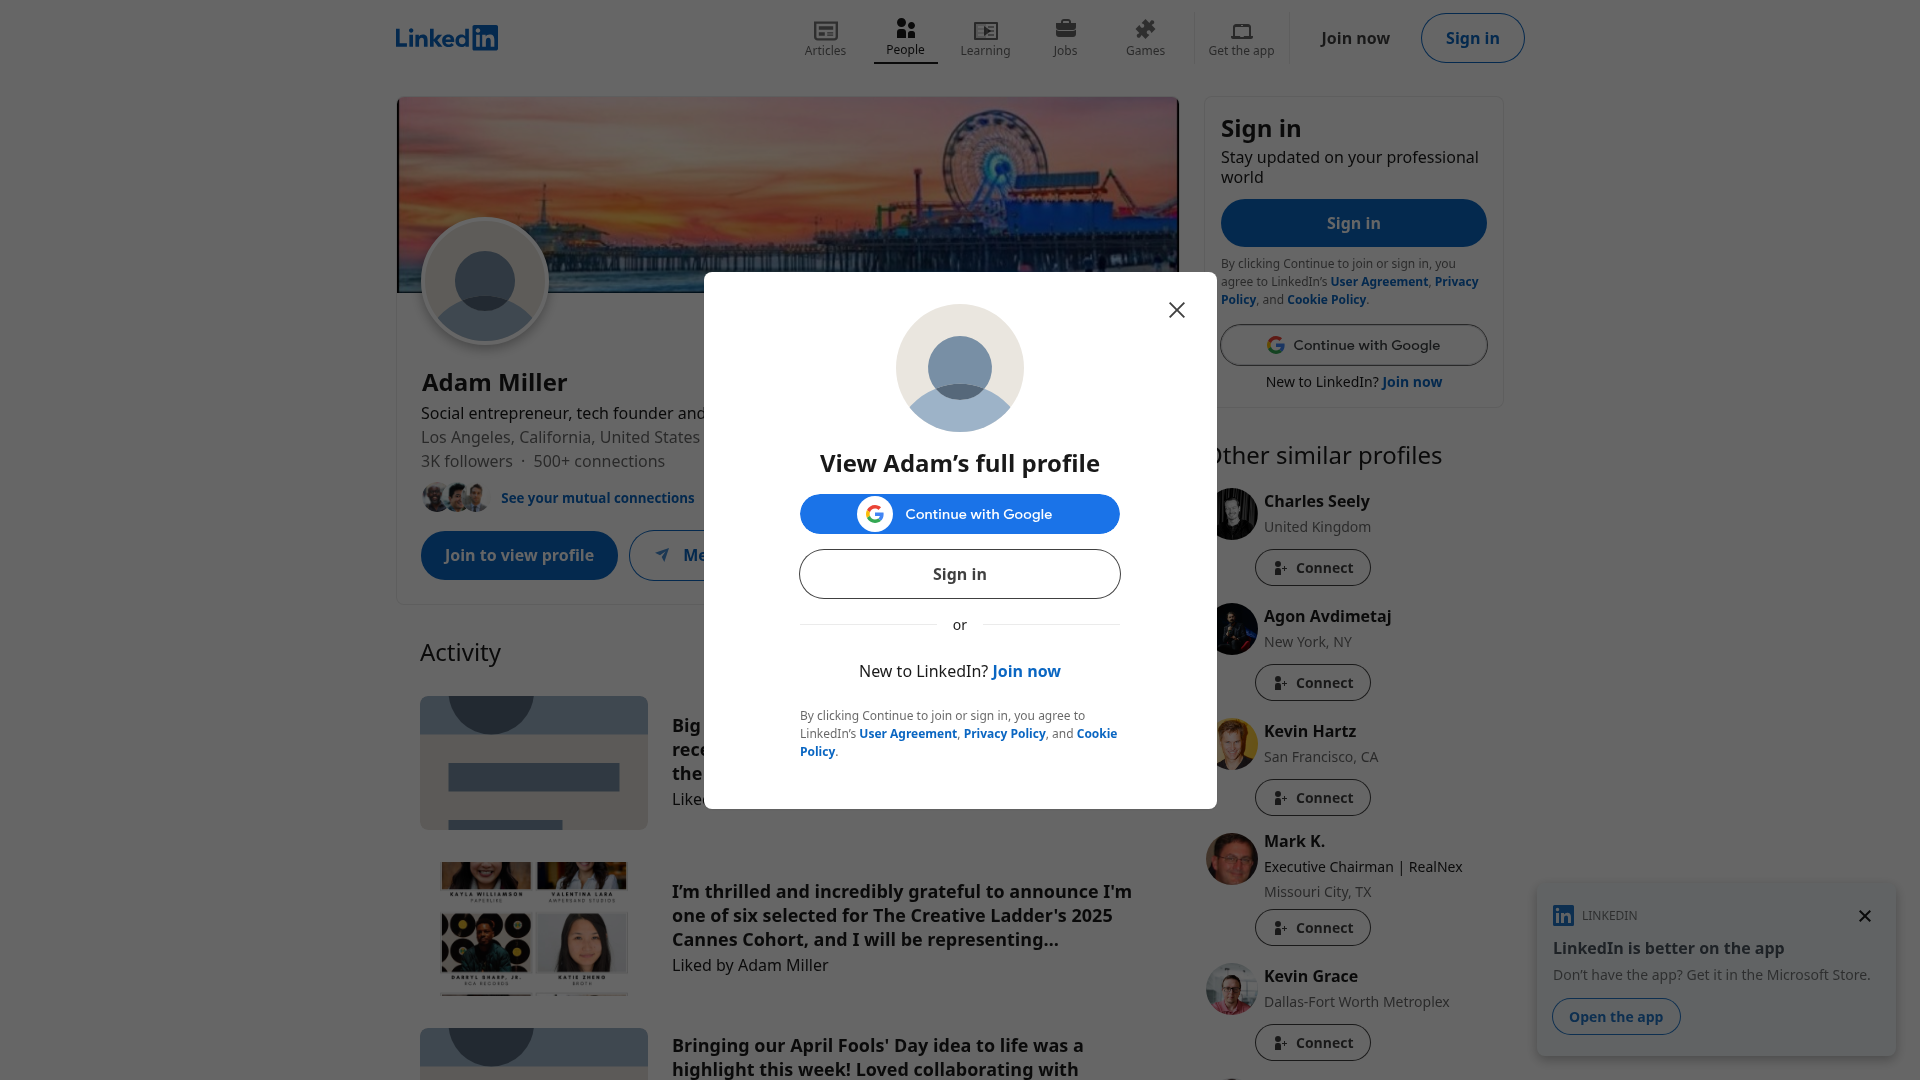 Linked in
Articles
People
Learning
Jobs
Games
Get the app
Join now
Sign in
Adam Miller
Social entrepreneur, tech founder and
Los Angeles, California, United States
3K followers · 500+ connections
See your mutual connections
Join to view profile
Me
Activity
Big
rece
the
Liked
KAYLA WILLIAMSON
PAPERLIKE
VALENTINA LARA
AMPERSAND STUDIOS
DARRYL SHARP, JR.
RCA RECORDS
KATIE ZHENG
BROTH
I’m thrilled and incredibly grateful to announce I'm
one of six selected for The Creative Ladder's 2025
Cannes Cohort, and I will be representing…
Liked by Adam Miller
Bringing our April Fools' Day idea to life was a
highlight this week! Loved collaborating with
View Adam’s full profile
Continue with Google
Sign in
or
New to LinkedIn? Join now
By clicking Continue to join or sign in, you agree to
LinkedIn’s User Agreement, Privacy Policy, and Cookie
Policy.
Sign in
Stay updated on your professional
world
Sign in
By clicking Continue to join or sign in, you
agree to LinkedIn’s User Agreement, Privacy
Policy, and Cookie Policy.
Continue with Google
New to LinkedIn? Join now
Other similar profiles
Charles Seely
United Kingdom
Connect
Agon Avdimetaj
New York, NY
Connect
Kevin Hartz
San Francisco, CA
Connect
Mark K.
Executive Chairman | RealNex
Missouri City, TX
Connect
Kevin Grace
Dallas-Fort Worth Metroplex
Connect
in LINKEDIN
LinkedIn is better on the app
Don’t have the app? Get it in the Microsoft Store.
Open the app